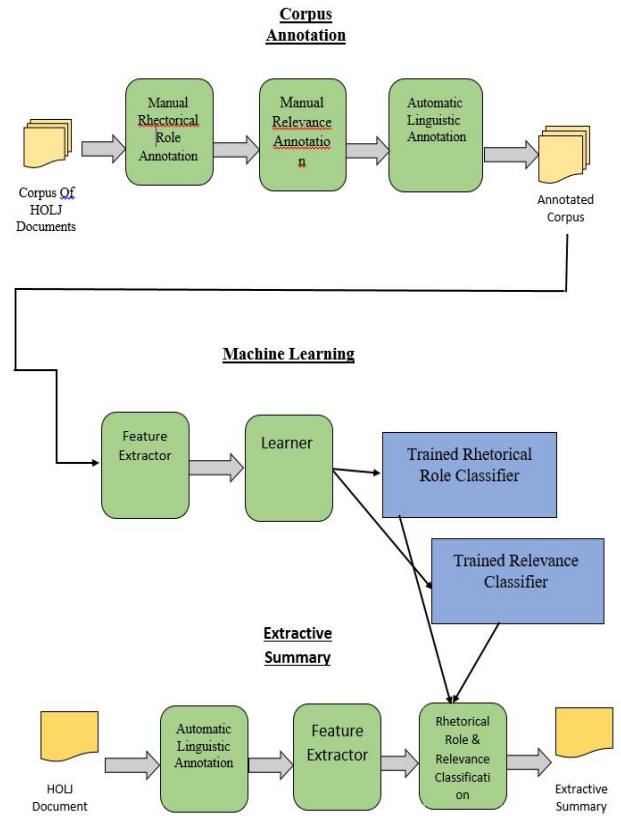 Corpus
Annotation
Manual
Rhectorical
Role
Annotation
Manual
Relevance
Annotatio
n
Automatic
Linguistic
Annotation
Corpus Of
HOLJ
Documents
Annotated
Corpus
Machine Learning
Feature
Extractor
Learner
Trained Rhetorical
Role Classifier
Trained Relevance
Classifier
Extractive
Summary
HOLJ
Document
Automatic
Linguistic
Annotation
Feature
Extractor
Rhetorical
Role &
Relevance
Classificati
on
Extractive
Summary